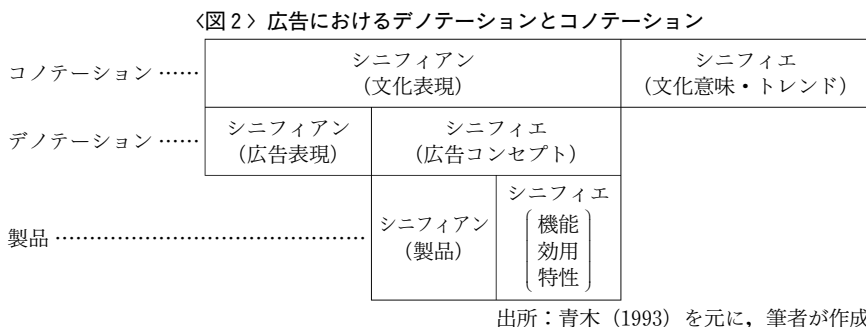 〈図2〉広告におけるデノテーションとコノテーション
コノテーション …… シニフィアン シニフィエ
(文化表現) (文化意味・トレンド)
デノテーション …… シニフィアン シニフィエ
(広告表現) (広告コンセプト)
シニフィエ
製品 ……………………………………… シニフィアン 機能
(製品) 効用
特性
出所:青木(1993)を元に,筆者が作成